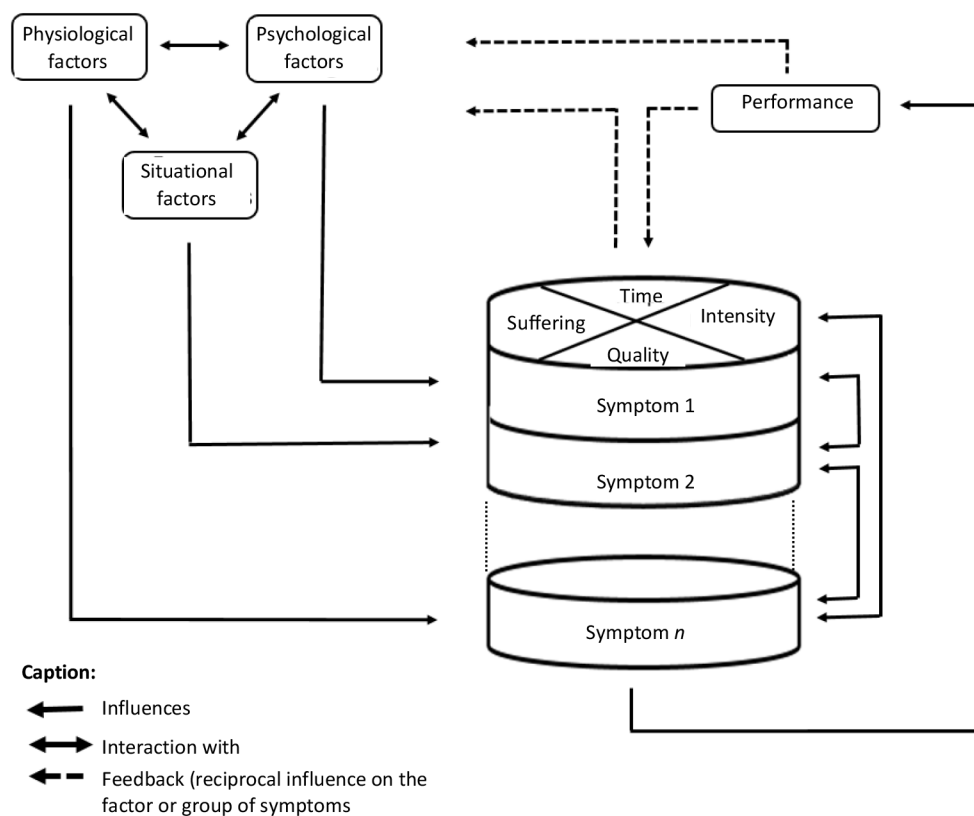 Physiological
factors
Psychological
factors
Situational
factors
Performance
Time
Suffering
Intensity
Quality
Symptom 1
Symptom 2
Symptom n
Caption:
Influences
Interaction with
Feedback (reciprocal influence on the
factor or group of symptoms